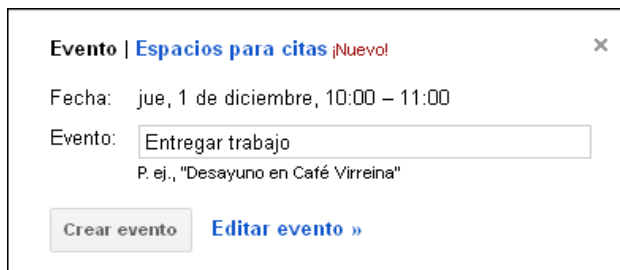 Evento | Espacios para citas ¡Nuevo!
Fecha: jue, 1 de diciembre, 10:00 – 11:00
Evento: Entregar trabajo
P. ej., "Desayuno en Café Virreina"
Crear evento Editar evento »